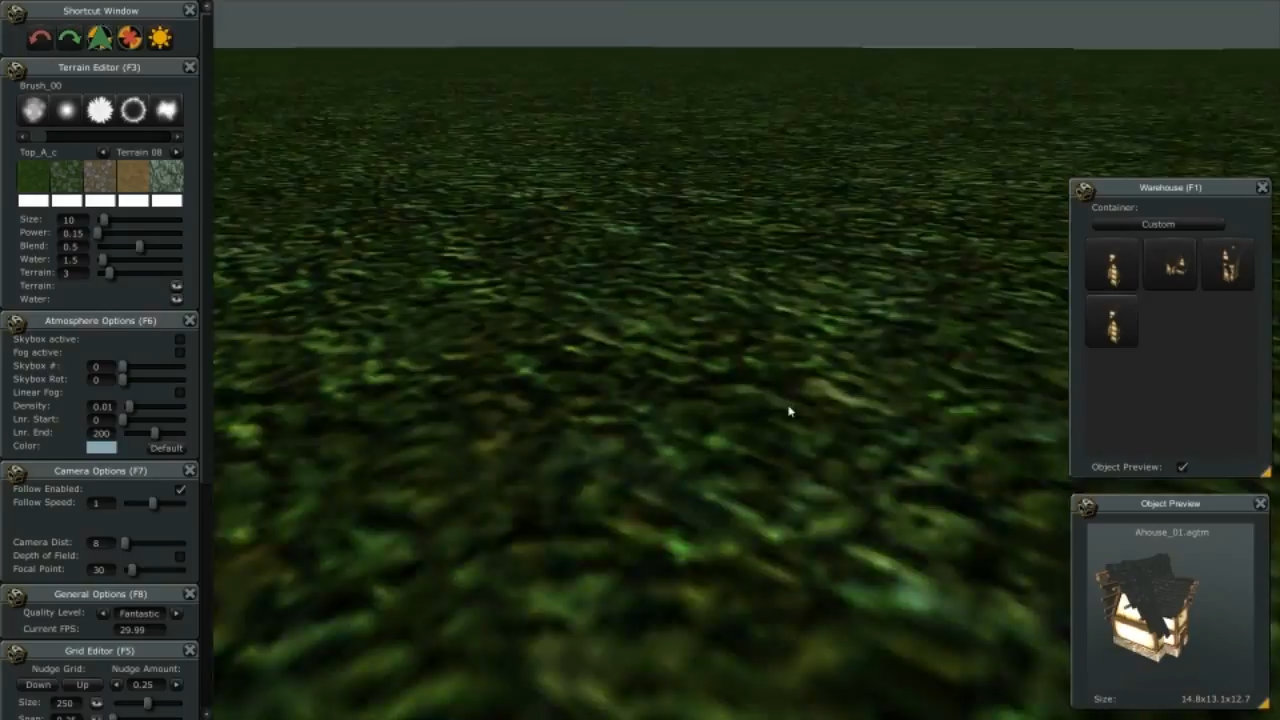 Shortcut Window
Terrain Editor (F3)
Brush_00
Top_A_c Terrain 08
Size: 10
Power: 0.15
Blend: 0.5
Water: 1.5
Terrain: 3
Terrain:
Water:
Atmosphere Options (F6)
Skybox active:
Fog active:
Skybox #: 0
Skybox Rot: 0
Linear Fog:
Density: 0.01
Lnr. Start: 0
Lnr. End: 200
Color: Default
Camera Options (F7)
Follow Enabled:
Follow Speed: 1
Camera Dist: 8
Depth of Field:
Focal Point: 30
General Options (F8)
Quality Level: Fantastic
Current FPS: 29.99
Grid Editor (F5)
Nudge Grid: Nudge Amount:
Down Up 0.25
Size: 250
Snap: 0.25
Warehouse (F1)
Container:
Custom
Object Preview:
Object Preview
Ahouse_01.agtm
Size: 14.8x13.1x12.7